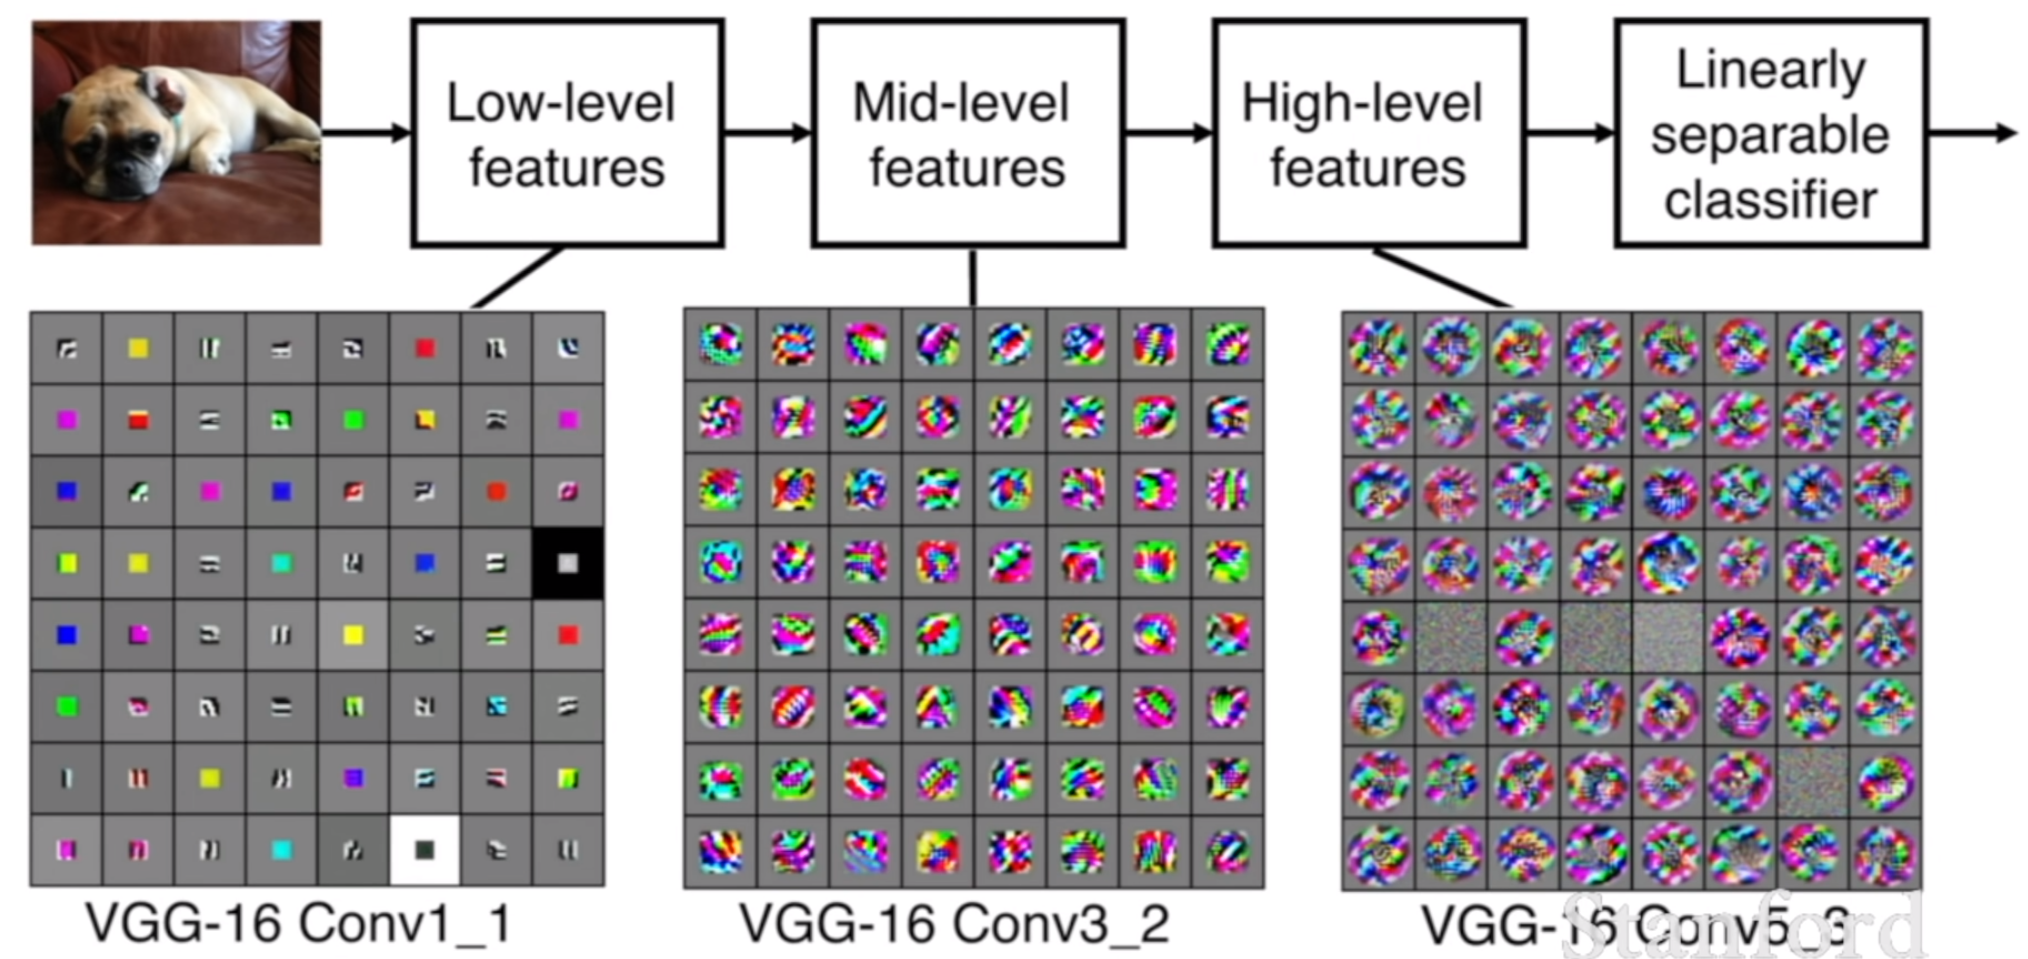 Low-level
features
Mid-level
features
High-level
features
Linearly
separable
classifier
VGG-16 Conv1_1
VGG-16 Conv3_2
VGG-16 Conv5_3
Stanford